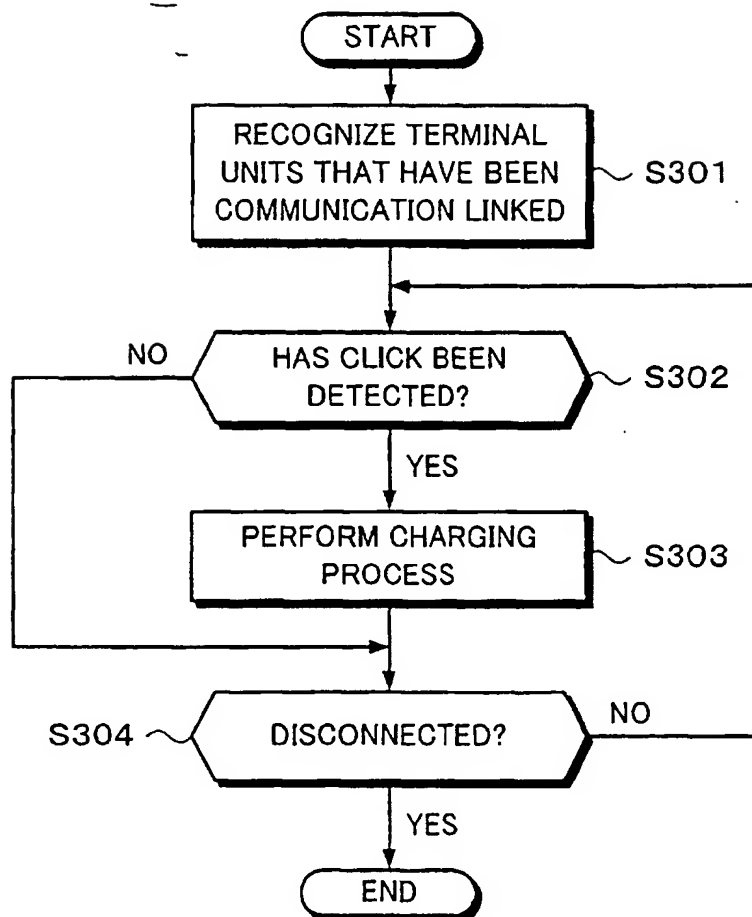 START
RECOGNIZE TERMINAL
UNITS THAT HAVE BEEN
COMMUNICATION LINKED
S301
NO
HAS CLICK BEEN
DETECTED?
S302
YES
PERFORM CHARGING
PROCESS
S303
S304
DISCONNECTED?
NO
YES
END